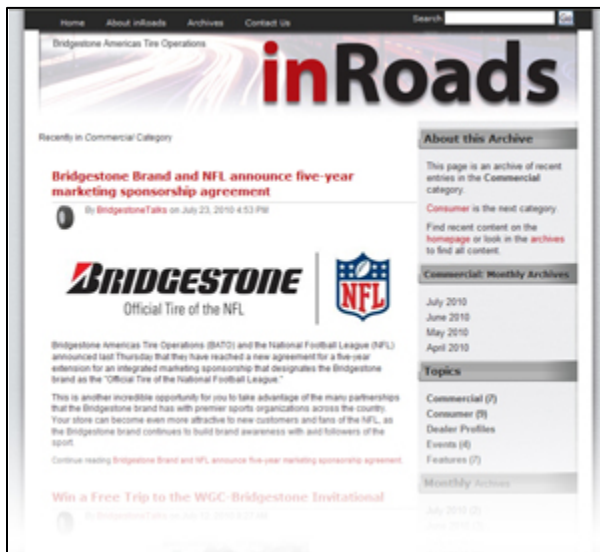 Home About inRoads Archives Contact Us Search Go
Bridgestone Americas Tire Operations
inRoads
Recently in Commercial Category
Bridgestone Brand and NFL announce five-year
marketing sponsorship agreement
By BridgestoneTalks on July 23, 2010 4:53 PM
BRIDGESTONE
Official Tire of the NFL
NFL
Bridgestone Americas Tire Operations (BATO) and the National Football League (NFL)
announced last Thursday that they have reached a new agreement for a five-year
extension for an integrated marketing sponsorship that designates the Bridgestone
brand as the "Official Tire of the National Football League."
This is another incredible opportunity for you to take advantage of the many partnerships
that the Bridgestone brand has with premier sports organizations across the country.
Your store can become even more attractive to new customers and fans of the NFL, as
the Bridgestone brand continues to build brand awareness with avid followers of the
sport.
Continue reading Bridgestone Brand and NFL announce five-year marketing sponsorship agreement.
Win a Free Trip to the WGC-Bridgestone Invitational
By BridgestoneTalks on July
About this Archive
This page is an archive of recent
entries in the Commercial
category.
Consumer is the next category.
Find recent content on the
homepage or look in the archives
to find all content.
Commercial: Monthly Archives
July 2010
June 2010
May 2010
April 2010
Topics
Commercial (7)
Consumer (9)
Dealer Profiles
Events (4)
Features (7)
Monthly Archives
July 2010 (2)